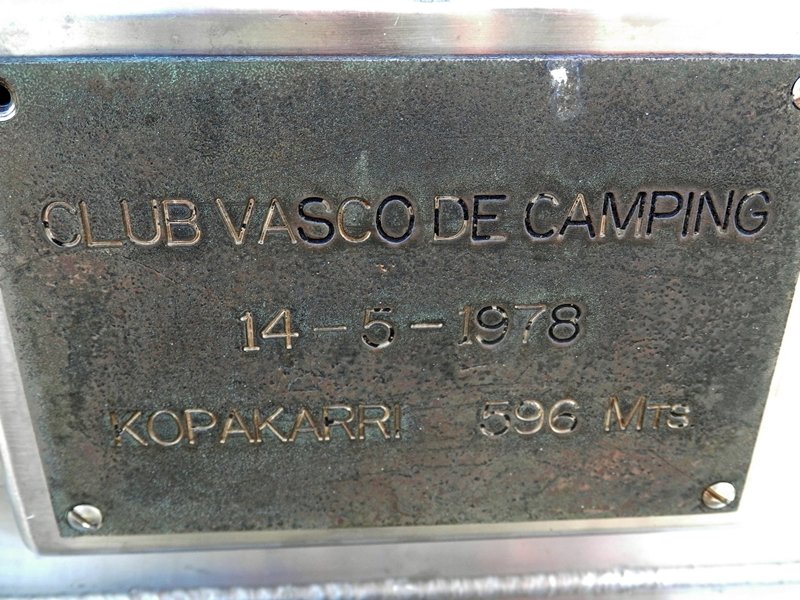 CLUB VASCO DE CAMPING
14-5-1978
KOPAKARRI 596 MTS